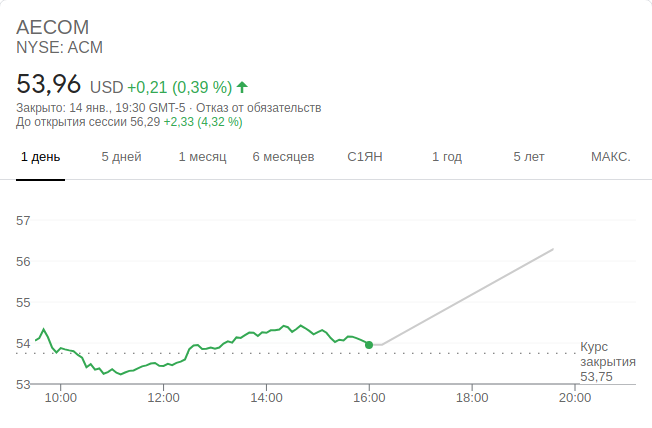 AECOM
NYSE: ACM
53,96 USD +0,21 (0,39 %)
Закрыто: 14 янв., 19:30 GMT-5 · Отказ от обязательств
До открытия сессии 56,29 +2,33 (4,32 %)
1 день 5 дней 1 месяц 6 месяцев С1ЯН 1 год 5 лет МАКС.
57
56
55
54
53
Курс
закрытия
53,75
10:00 12:00 14:00 16:00 18:00 20:00